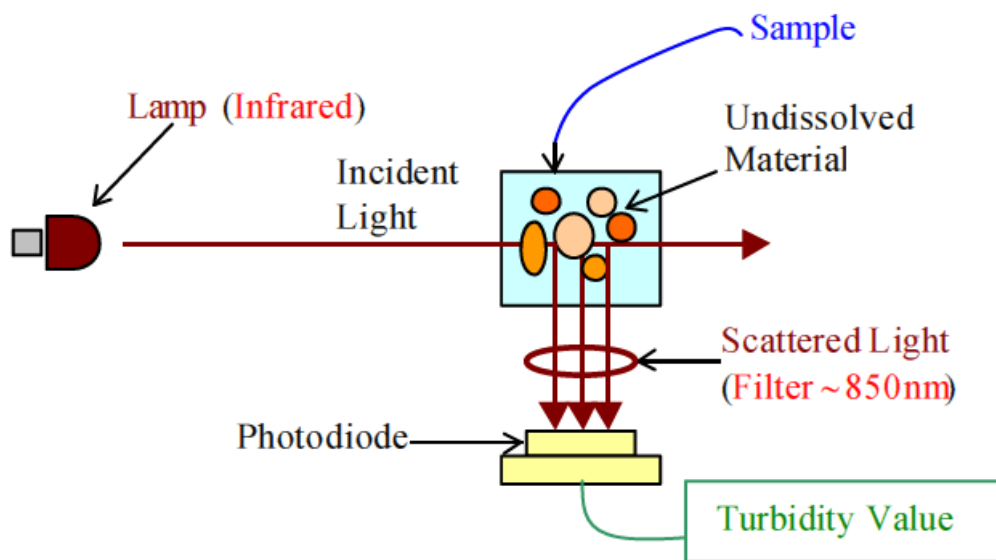 Sample
Lamp (Infrared)
Undissolved
Material
Incident
Light
Scattered Light
(Filter ~ 850nm)
Photodiode
Turbidity Value